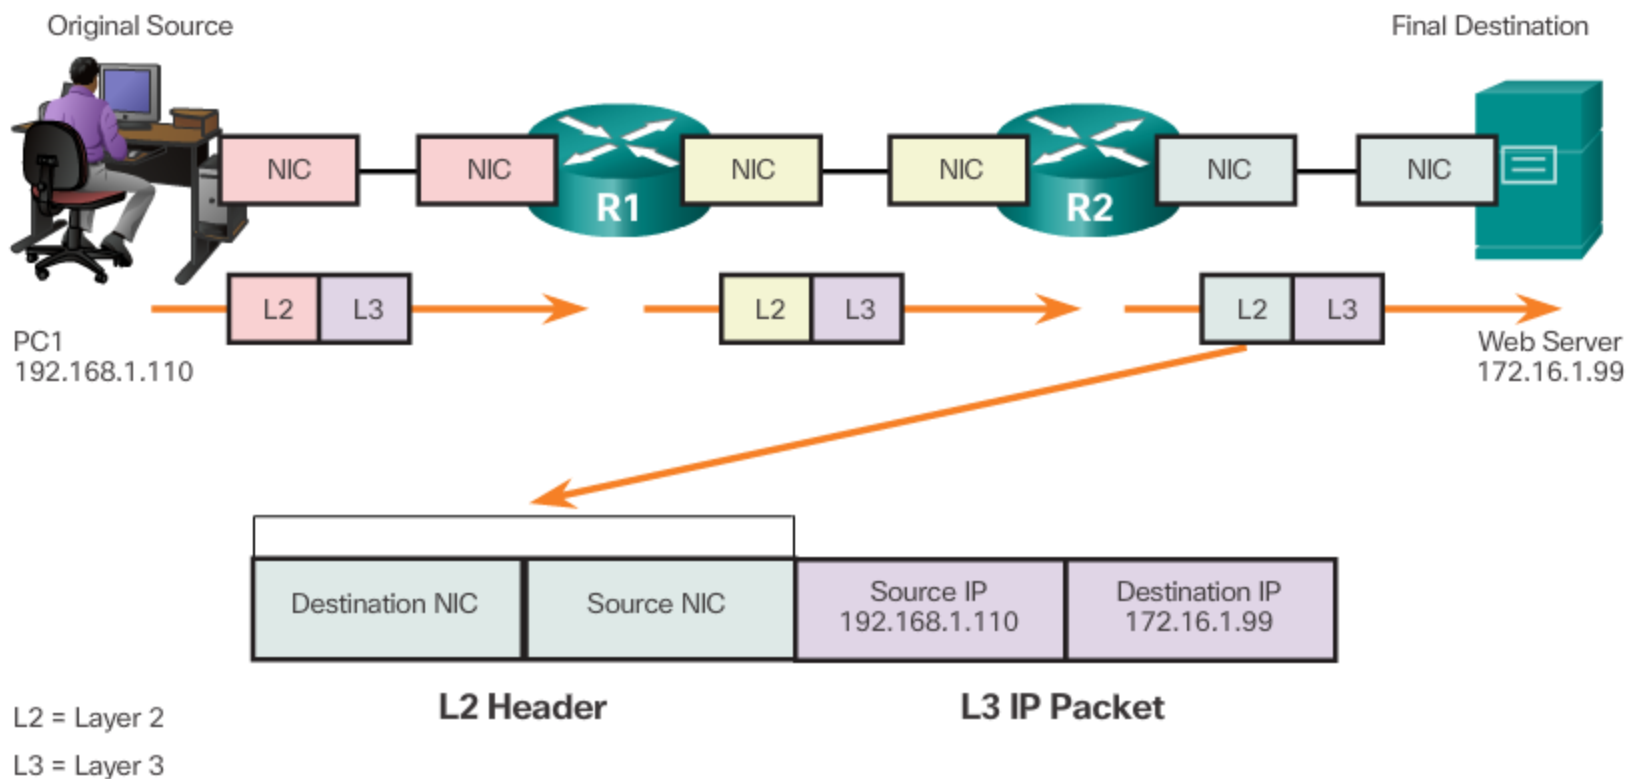 Original Source
Final Destination
NIC
NIC
NIC
NIC
NIC
NIC
R1
R2
L2
L3
L2
L3
L2
L3
PC1
192.168.1.110
Web Server
172.16.1.99
Destination NIC
Source NIC
Source IP
192.168.1.110
Destination IP
172.16.1.99
L2 Header
L3 IP Packet
L2 = Layer 2
L3 = Layer 3